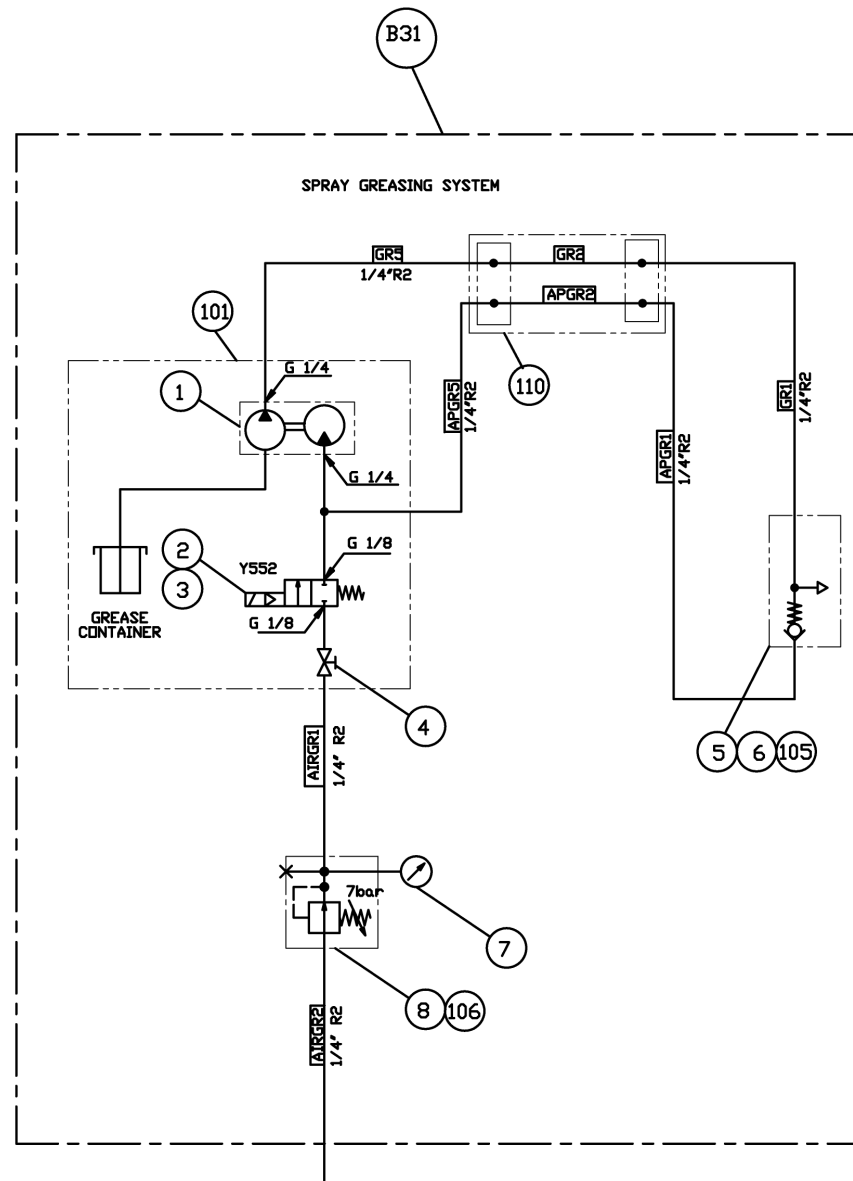 B31
SPRAY GREASING SYSTEM
GR5
1/4"R2
GR2
APGR2
101
G 1/4
110
1
APGR5
1/4"R2
GR1
1/4"R2
APGR1
1/4"R2
G 1/4
2
3
Y552
G 1/8
G 1/8
GREASE
CONTAINER
4
AIRGR1
1/4" R2
5
6
105
7bar
7
8
106
AIRGR2
1/4" R2